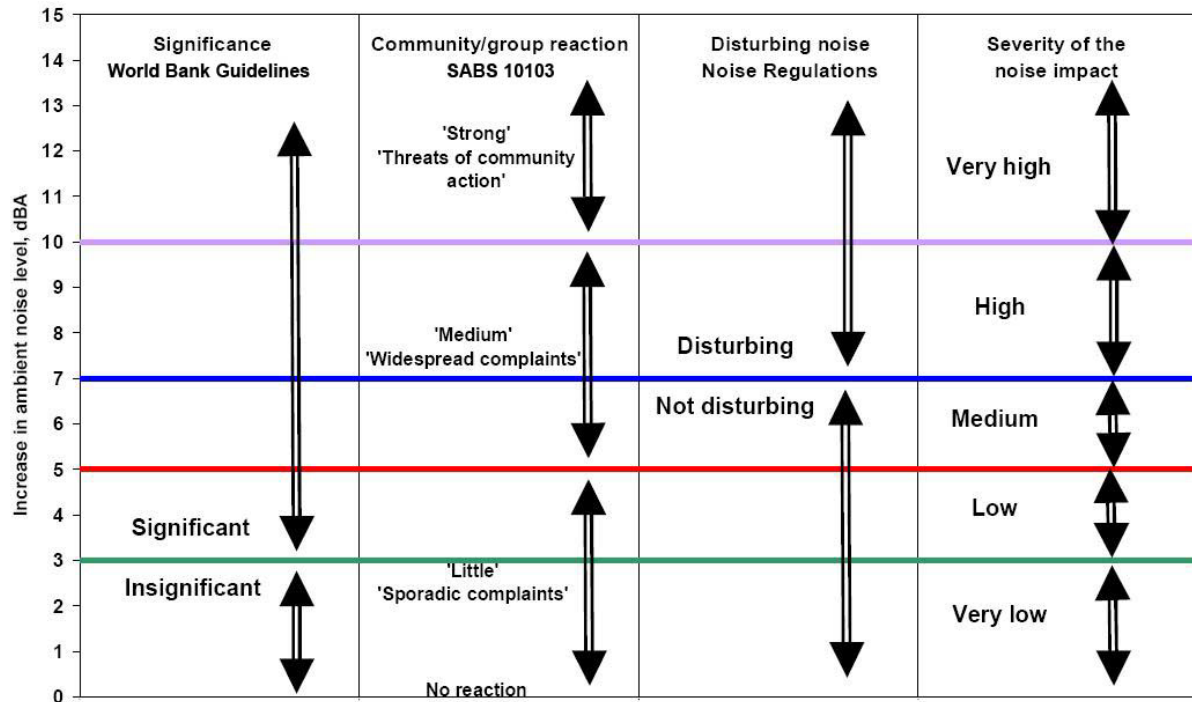 Increase in ambient noise level, dBA
15
14
13
12
11
10
9
8
7
6
5
4
3
2
1
0
Significance
World Bank Guidelines
Significant
Insignificant
Community/group reaction
SABS 10103
'Strong'
'Threats of community
action'
'Medium'
'Widespread complaints'
'Little'
'Sporadic complaints'
No reaction
Disturbing noise
Noise Regulations
Disturbing
Not disturbing
Severity of the
noise impact
Very high
High
Medium
Low
Very low